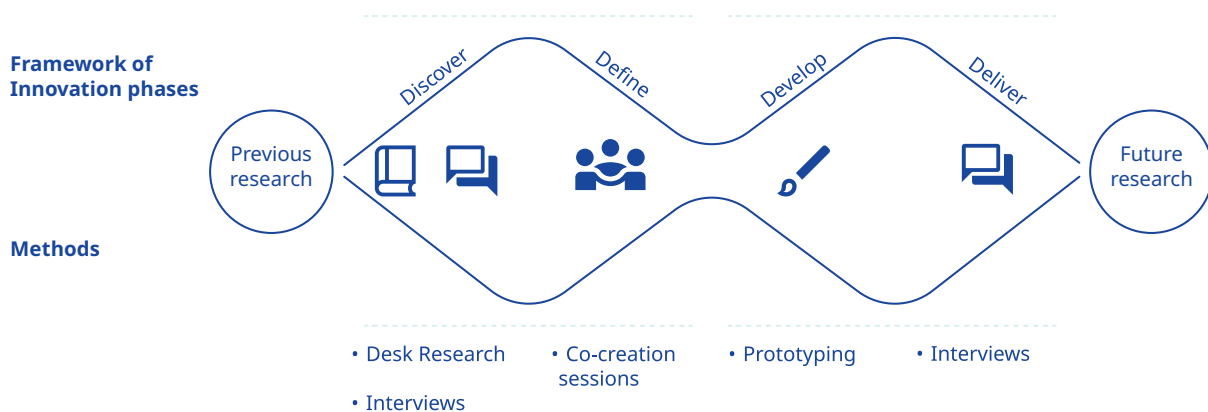 Framework of
Innovation phases
Discover
Define
Develop
Deliver
Previous
research
Future
research
Methods
• Desk Research
• Interviews
• Co-creation
sessions
• Prototyping
• Interviews